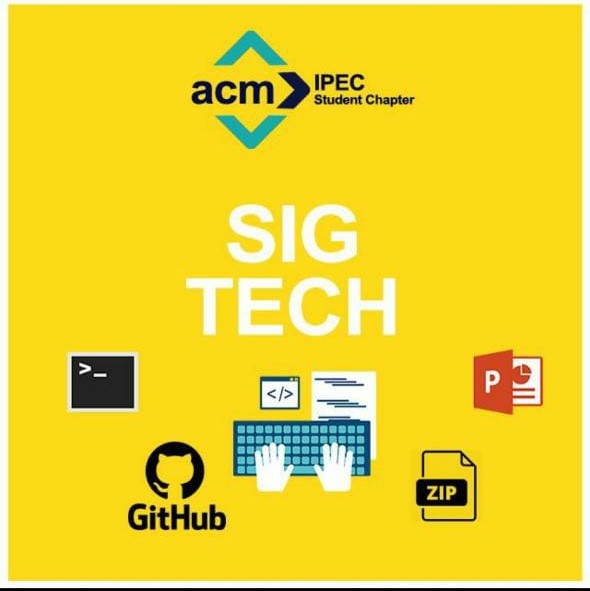 acm
IPEC
Student Chapter
SIG
TECH
>_
</>
P
GitHub
ZIP